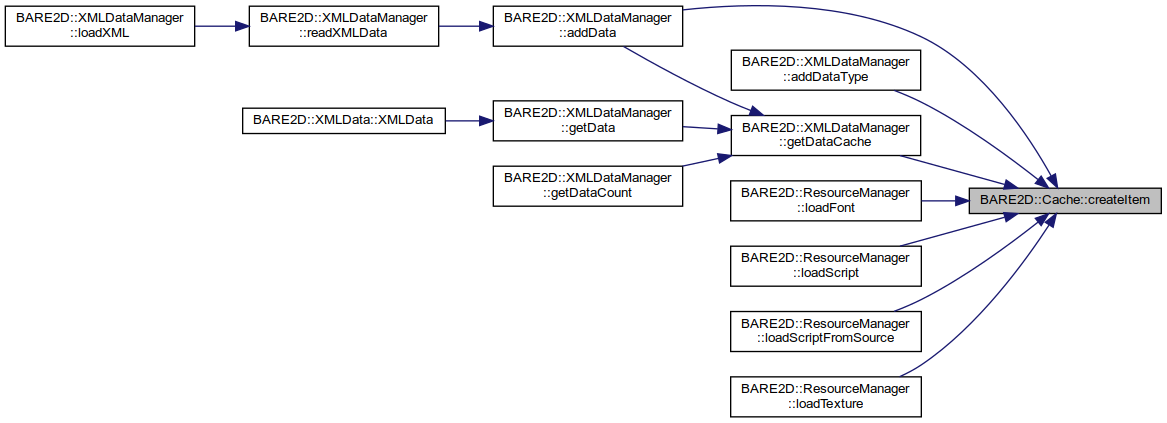 BARE2D::XMLDataManager
::loadXML
BARE2D::XMLDataManager
::readXMLData
BARE2D::XMLDataManager
::addData
BARE2D::XMLDataManager
::addDataType
BARE2D::XMLData::XMLData
BARE2D::XMLDataManager
::getData
BARE2D::XMLDataManager
::getDataCache
BARE2D::XMLDataManager
::getDataCount
BARE2D::ResourceManager
::loadFont
BARE2D::Cache::createItem
BARE2D::ResourceManager
::loadScript
BARE2D::ResourceManager
::loadScriptFromSource
BARE2D::ResourceManager
::loadTexture